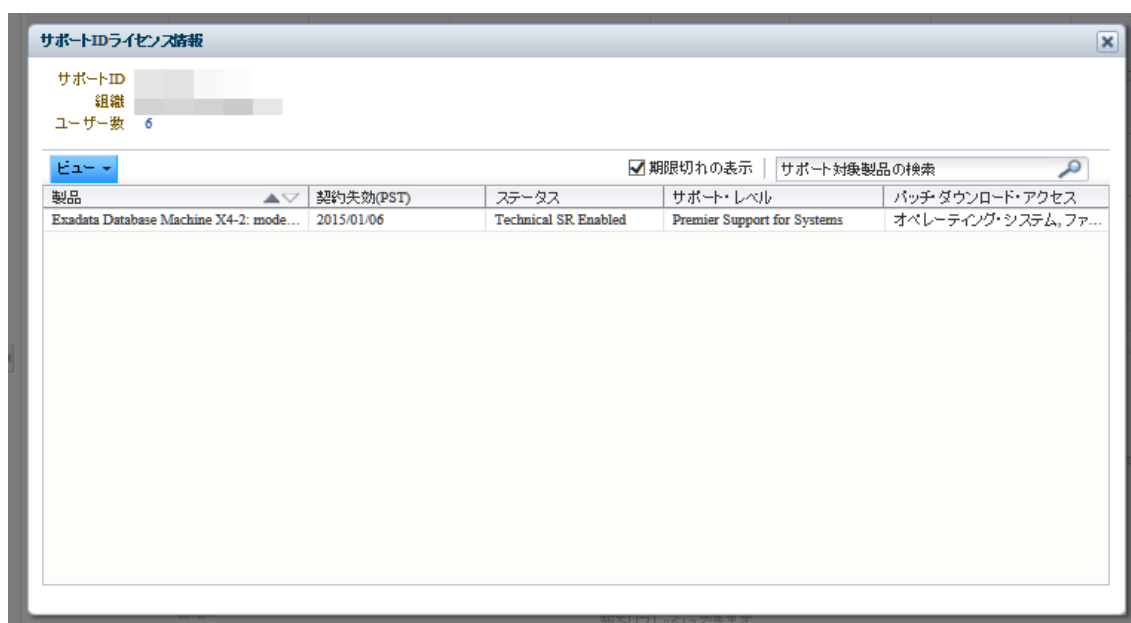 サポートIDライセンス情報
サポートID
組織
ユーザー数 6
ビュー 期限切れの表示 サポート対象製品の検索
製品 契約失効(PST) ステータス サポート・レベル パッチ・ダウンロード・アクセス
Exadata Database Machine X4-2: mode... 2015/01/06 Technical SR Enabled Premier Support for Systems オペレーティング・システム, ファ...